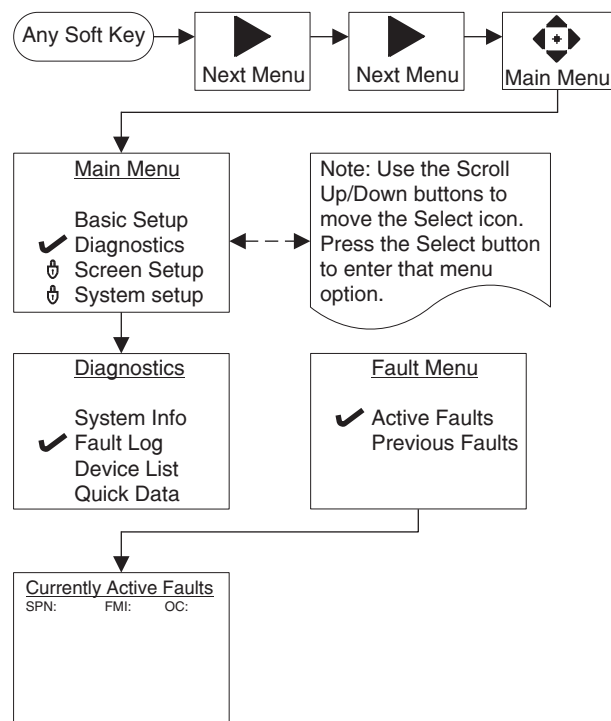 Any Soft Key
Next Menu
Next Menu
Main Menu
Main Menu
Basic Setup
Diagnostics
Screen Setup
System setup
Note: Use the Scroll
Up/Down buttons to
move the Select icon.
Press the Select button
to enter that menu
option.
Diagnostics
System Info
Fault Log
Device List
Quick Data
Fault Menu
Active Faults
Previous Faults
Currently Active Faults
SPN: FMI: OC: